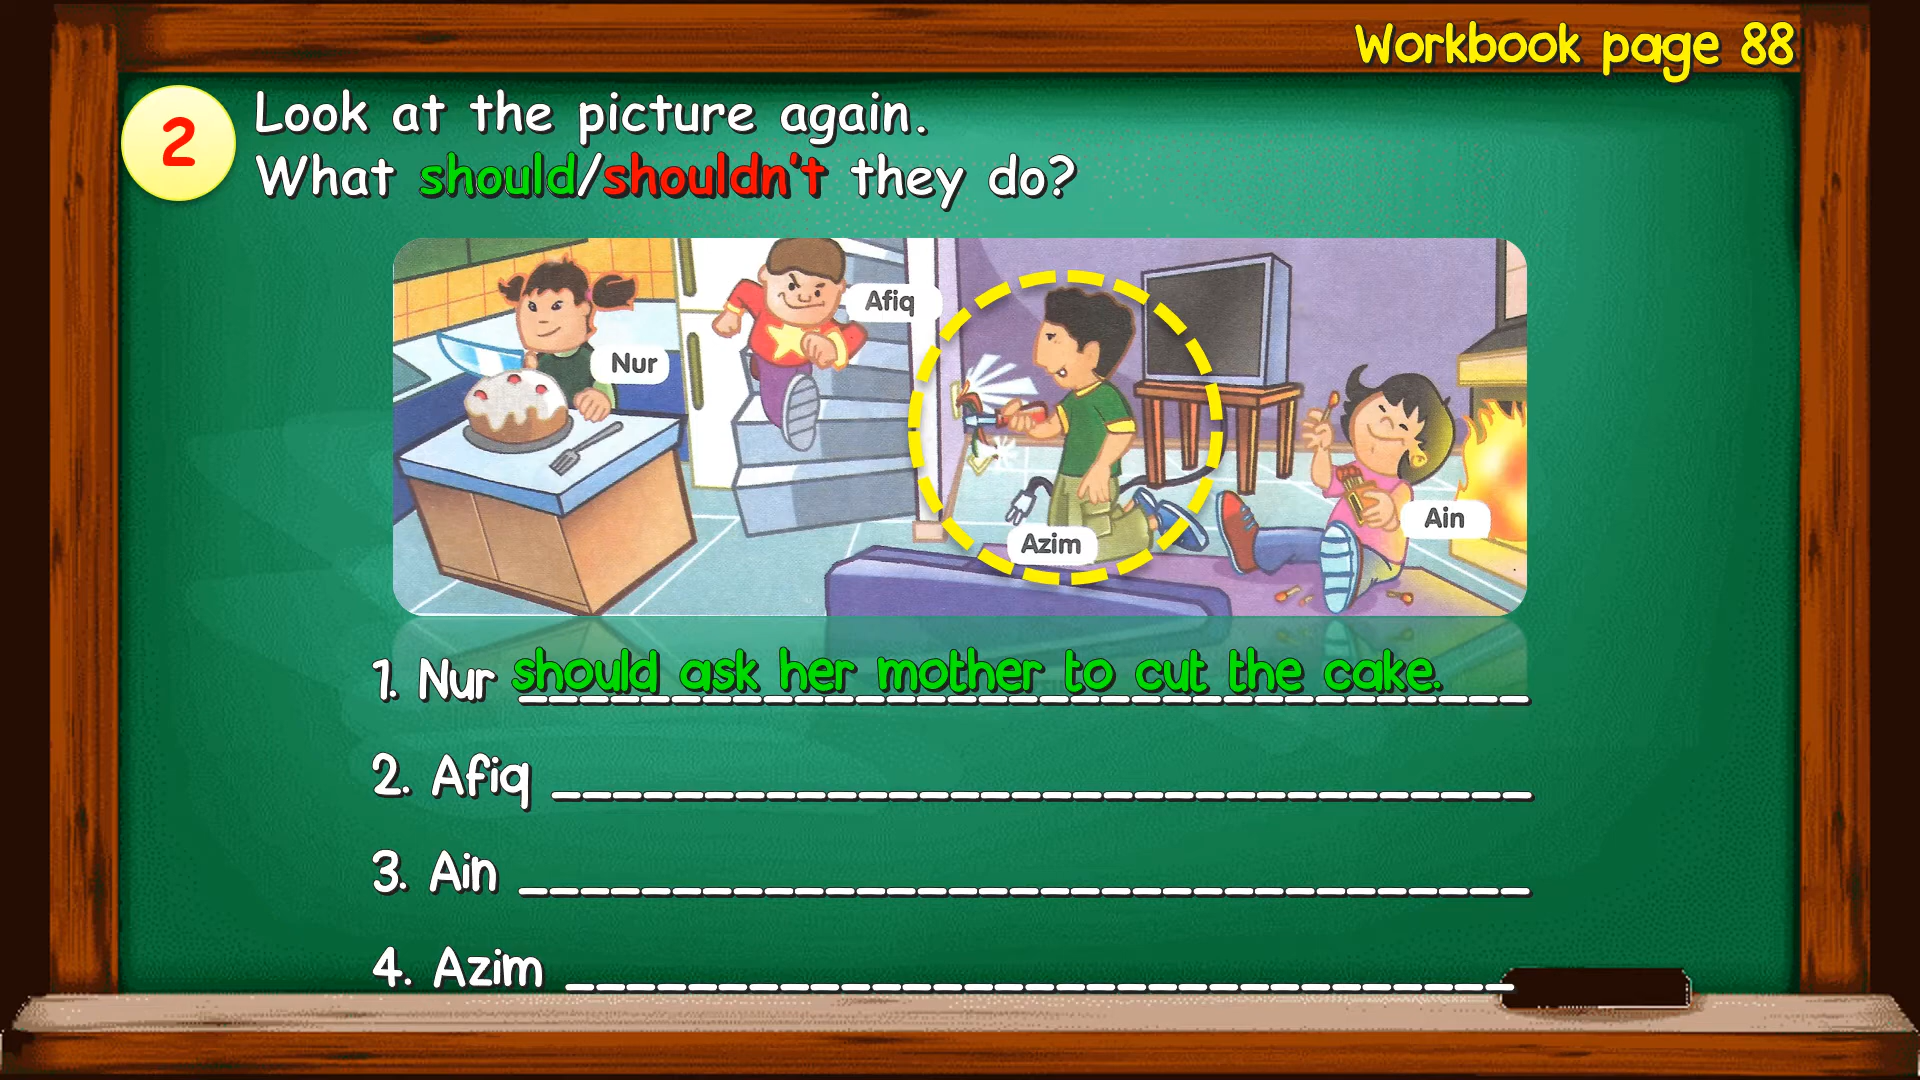 Workbook page 88
2
Look at the picture again.
What should/shouldn't they do?
Afiq
Nur
Ain
Azim
1. Nur should ask her mother to cut the cake.
2. Afiq
3. Ain
4. Azim